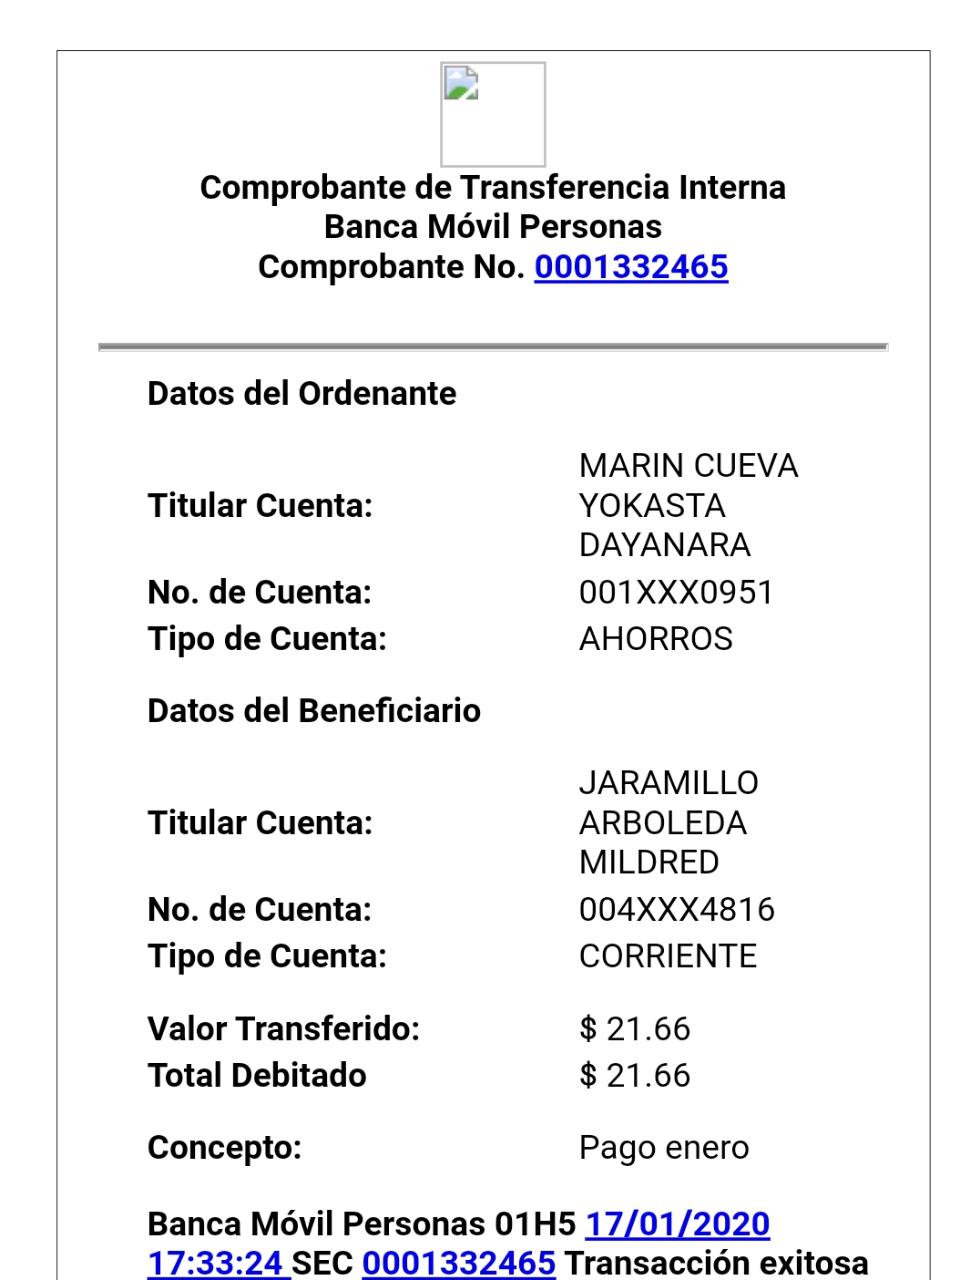 Comprobante de Transferencia Interna
Banca Móvil Personas
Comprobante No. 0001332465
Datos del Ordenante
Titular Cuenta: MARIN CUEVA
YOKASTA
DAYANARA
No. de Cuenta: 001XXX0951
Tipo de Cuenta: AHORROS
Datos del Beneficiario
Titular Cuenta: JARAMILLO
ARBOLEDA
MILDRED
No. de Cuenta: 004XXX4816
Tipo de Cuenta: CORRIENTE
Valor Transferido: $ 21.66
Total Debitado $ 21.66
Concepto: Pago enero
Banca Móvil Personas 01H5 17/01/2020
17:33:24 SEC 0001332465 Transacción exitosa